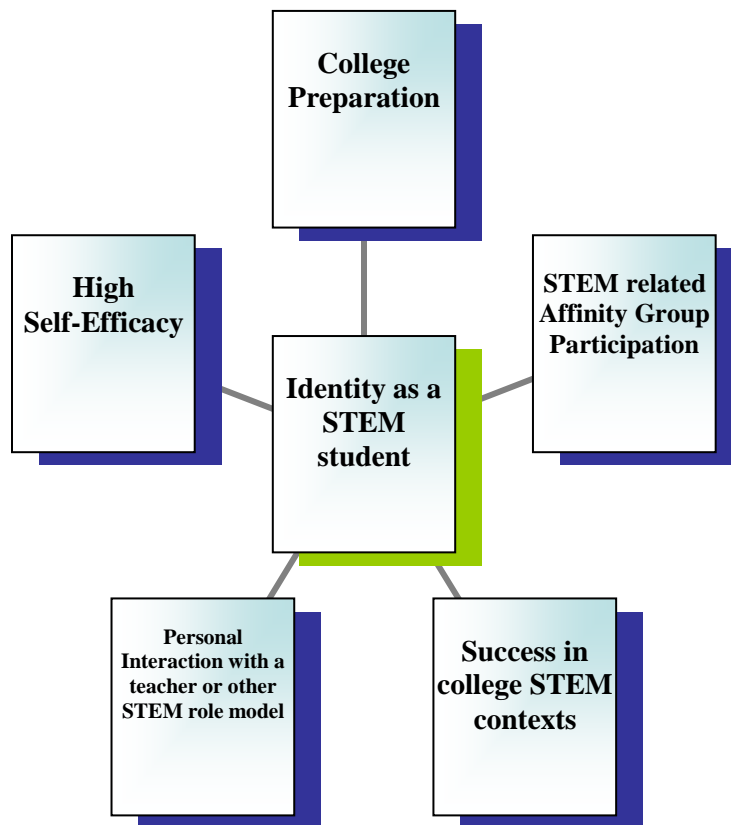 College
Preparation
High
Self-Efficacy
STEM related
Affinity Group
Participation
Identity as a
STEM
student
Personal
Interaction with a
teacher or other
STEM role model
Success in
college STEM
contexts